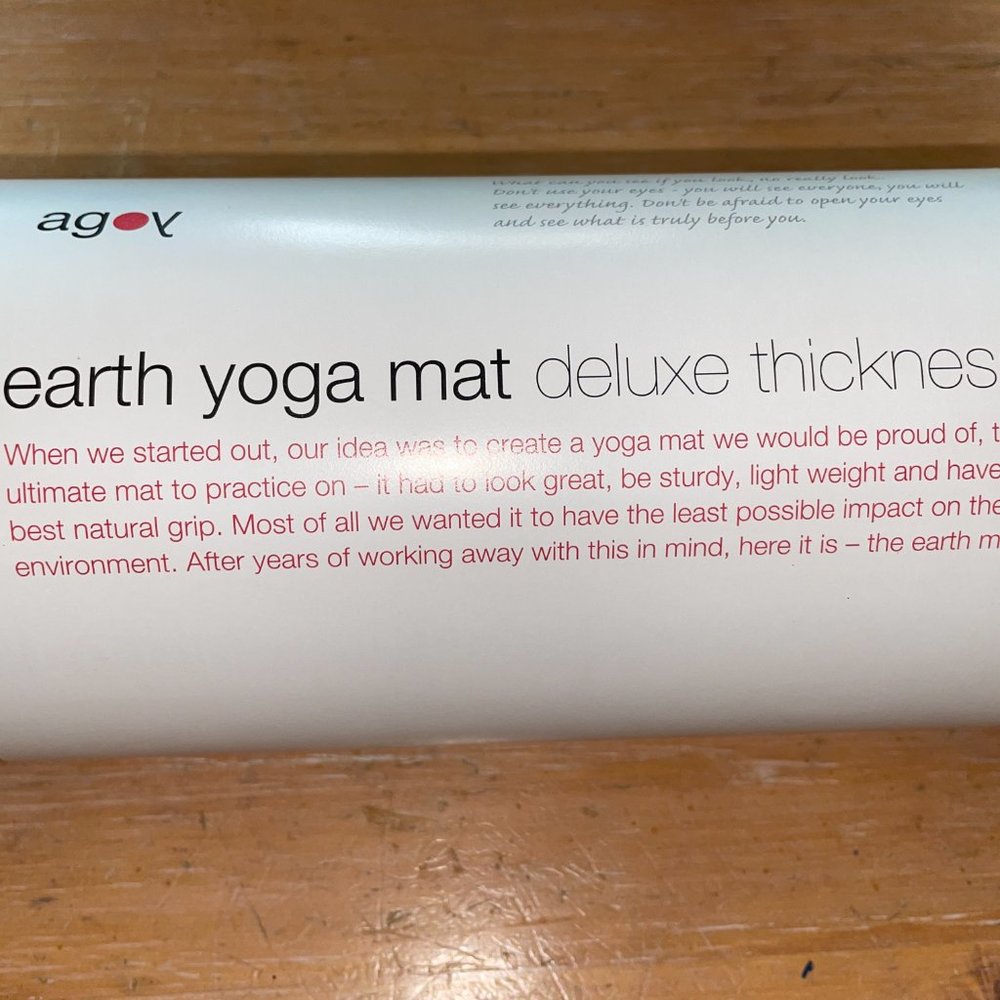 agoy
What can you see if you look, no really look.
Don't use your eyes - you will see everyone, you will
see everything. Don't be afraid to open your eyes
and see what is truly before you.
earth yoga mat deluxe thicknes
When we started out, our idea was to create a yoga mat we would be proud of, t
ultimate mat to practice on – it had to look great, be sturdy, light weight and have
best natural grip. Most of all we wanted it to have the least possible impact on the
environment. After years of working away with this in mind, here it is – the earth m